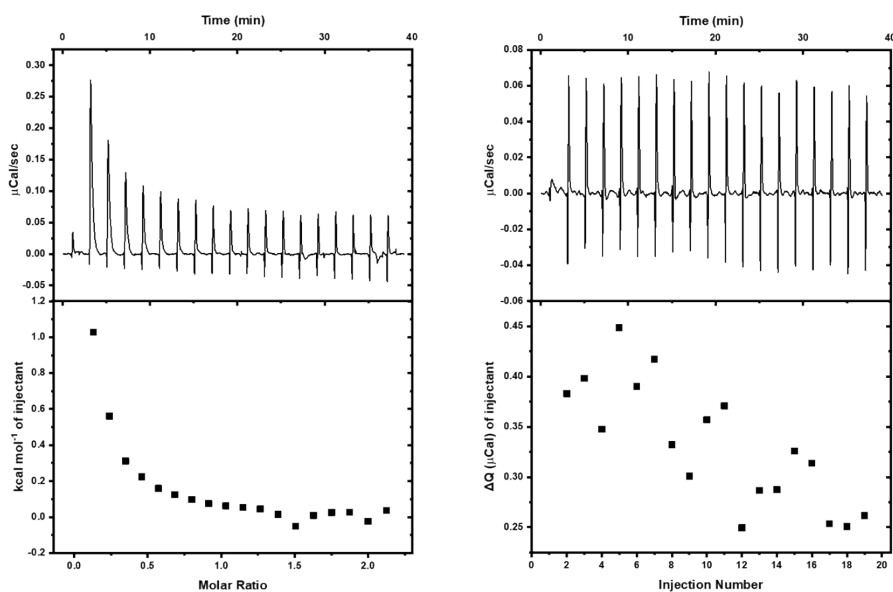 Time (min)
0 10 20 30 40
0.30
0.25
0.20
0.15
0.10
0.05
0.00
-0.05
µCal/sec
1.2
1.0
0.8
0.6
0.4
0.2
0.0
-0.2
kcal mol⁻¹ of injectant
0.0 0.5 1.0 1.5 2.0
Molar Ratio
Time (min)
0 10 20 30 40
0.08
0.06
0.04
0.02
0.00
-0.02
-0.04
-0.06
µCal/sec
0.45
0.40
0.35
0.30
0.25
ΔQ (µCal) of injectant
0 2 4 6 8 10 12 14 16 18 20
Injection Number